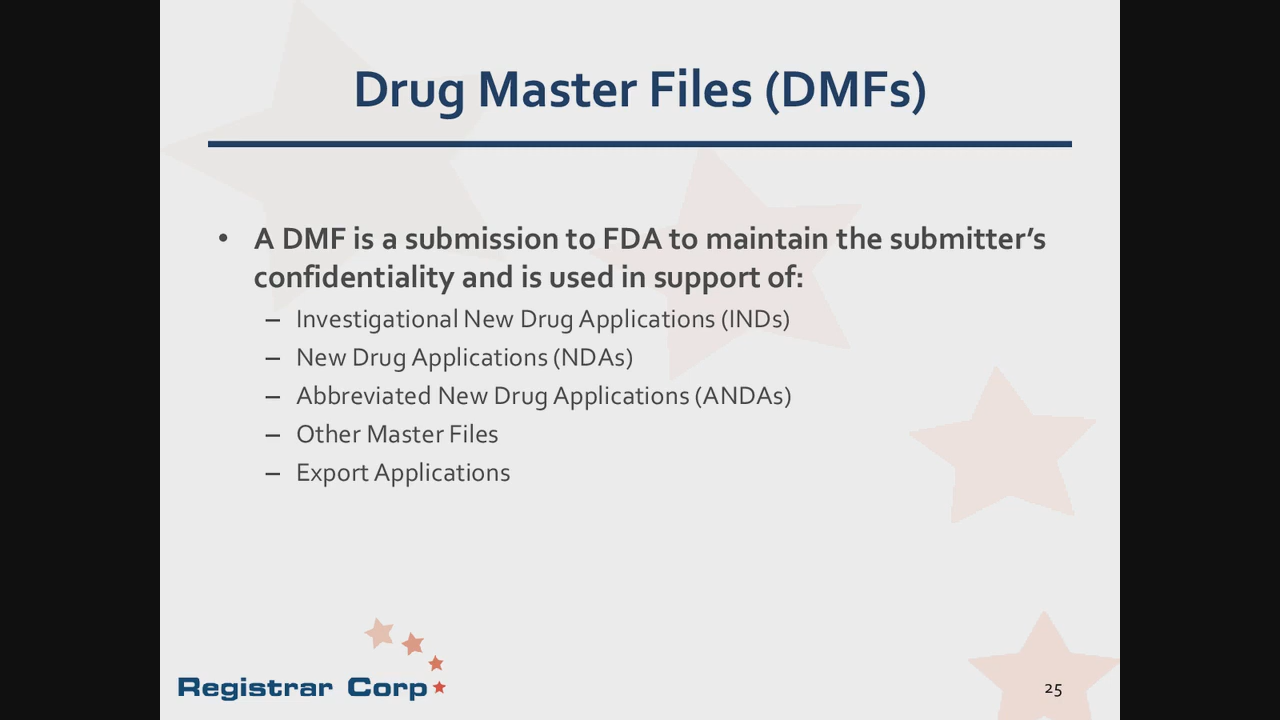 Drug Master Files (DMFs)
• A DMF is a submission to FDA to maintain the submitter’s
confidentiality and is used in support of:
– Investigational New Drug Applications (INDs)
– New Drug Applications (NDAs)
– Abbreviated New Drug Applications (ANDAs)
– Other Master Files
– Export Applications
Registrar Corp
25